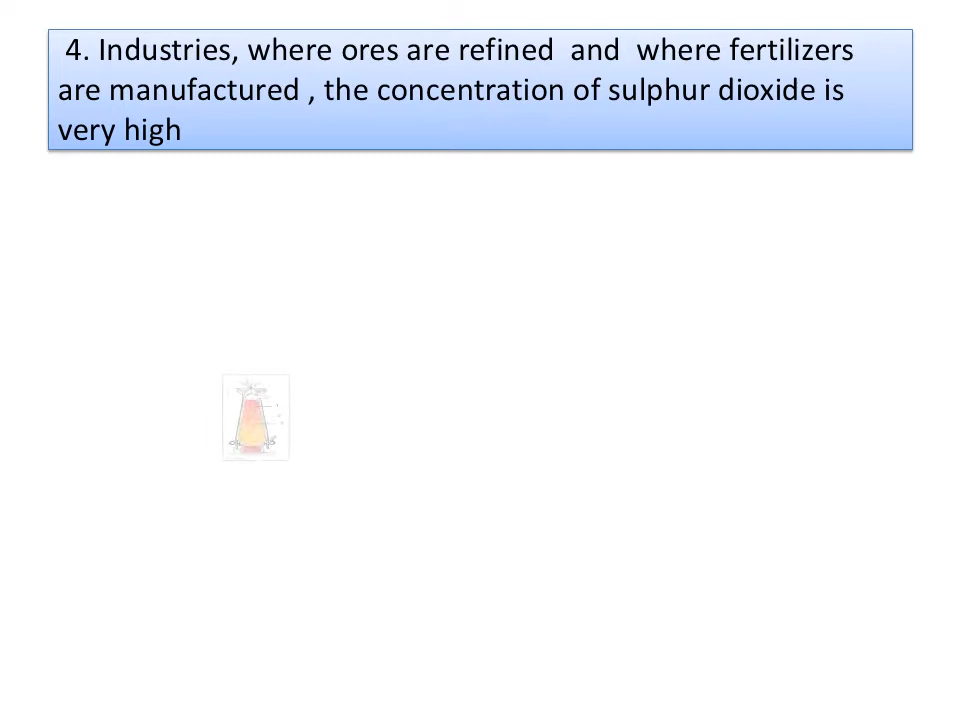 4. Industries, where ores are refined  and  where fertilizers
are manufactured , the concentration of sulphur dioxide is
very high